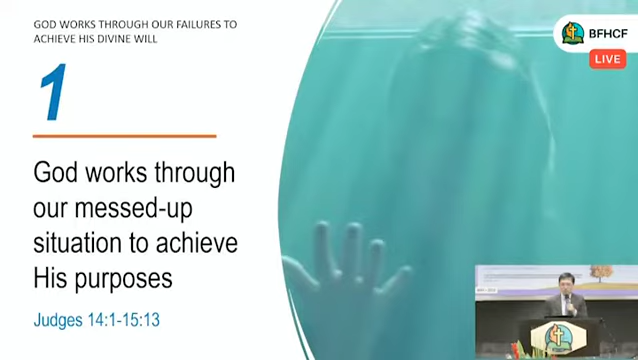 GOD WORKS THROUGH OUR FAILURES TO
ACHIEVE HIS DIVINE WILL
1
God works through
our messed-up
situation to achieve
His purposes
Judges 14:1-15:13
BFHCF
LIVE